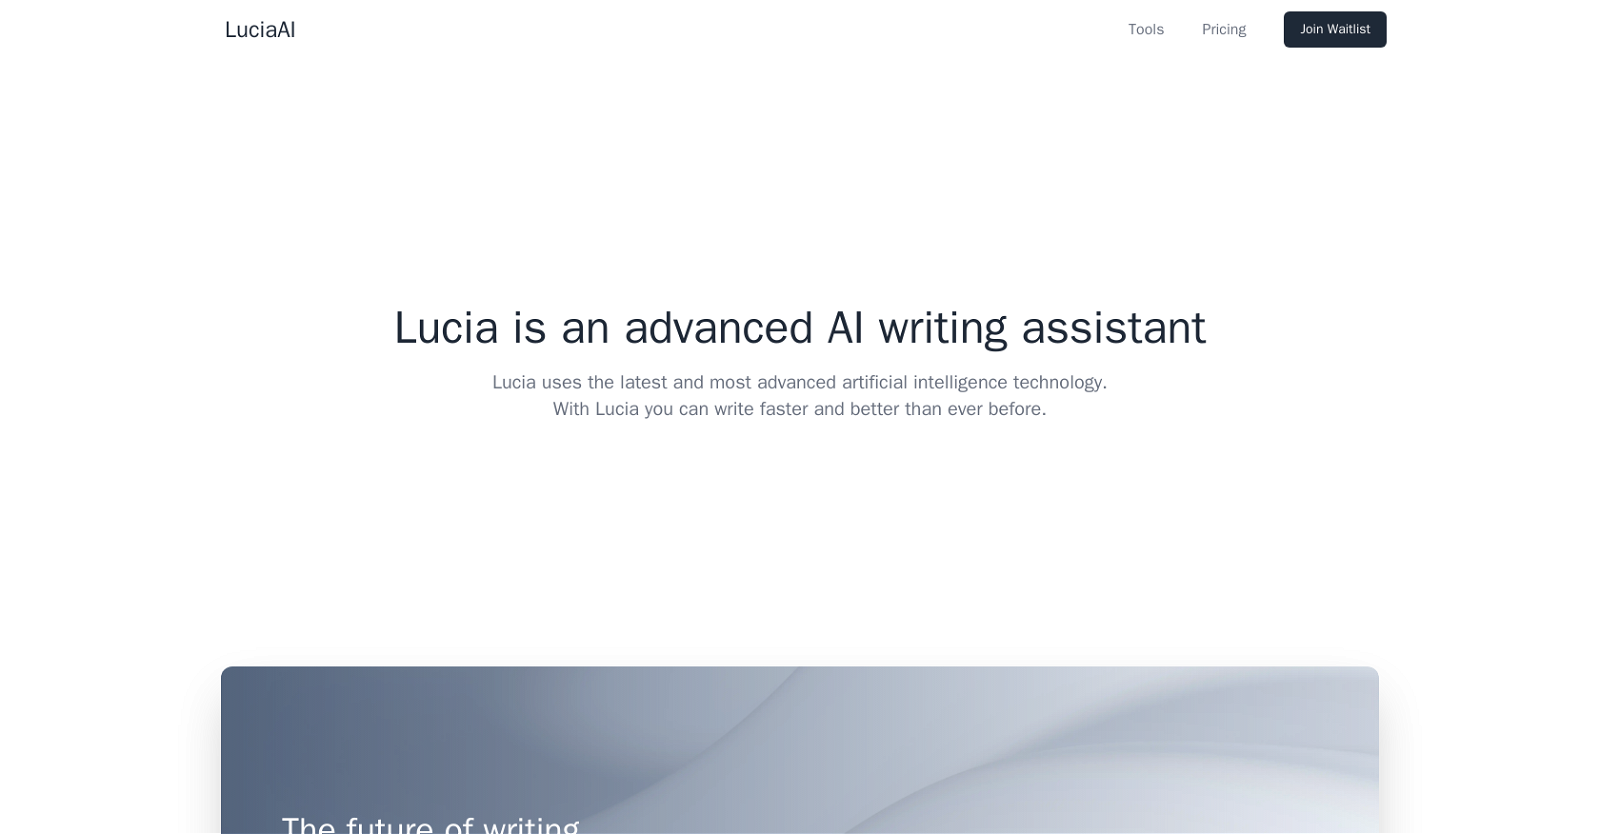 LuciaAI
Tools
Pricing
Join Waitlist
Lucia is an advanced AI writing assistant
Lucia uses the latest and most advanced artificial intelligence technology.
With Lucia you can write faster and better than ever before.
The future of writing